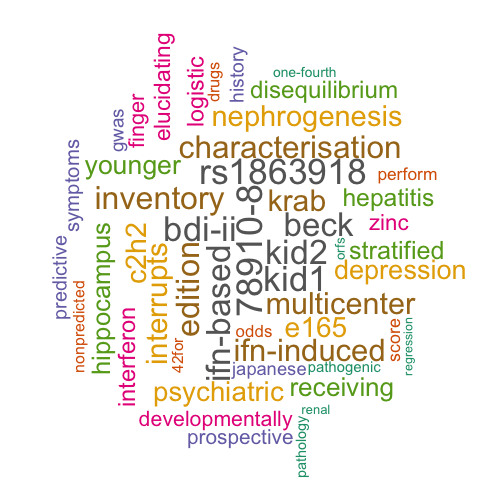 one-fourth
disequilibrium
nephrogenesis
characterisation
rs1863918
perform
younger
inventory
krab
hepatitis
bdi-ii
beck
zinc
kid2
stratified
kid1
depression
multicenter
e165
odds
ifn-induced
42for
japanese
pathogenic
psychiatric
receiving
developmentally
renal
prospective
elucidating
logistic
drugs
history
finger
gwas
symptoms
predictive
nonpredicted
hippocampus
c2h2
interferon
interrupts
edition
ifn-based
78910-8
orfs
score
regression
pathology